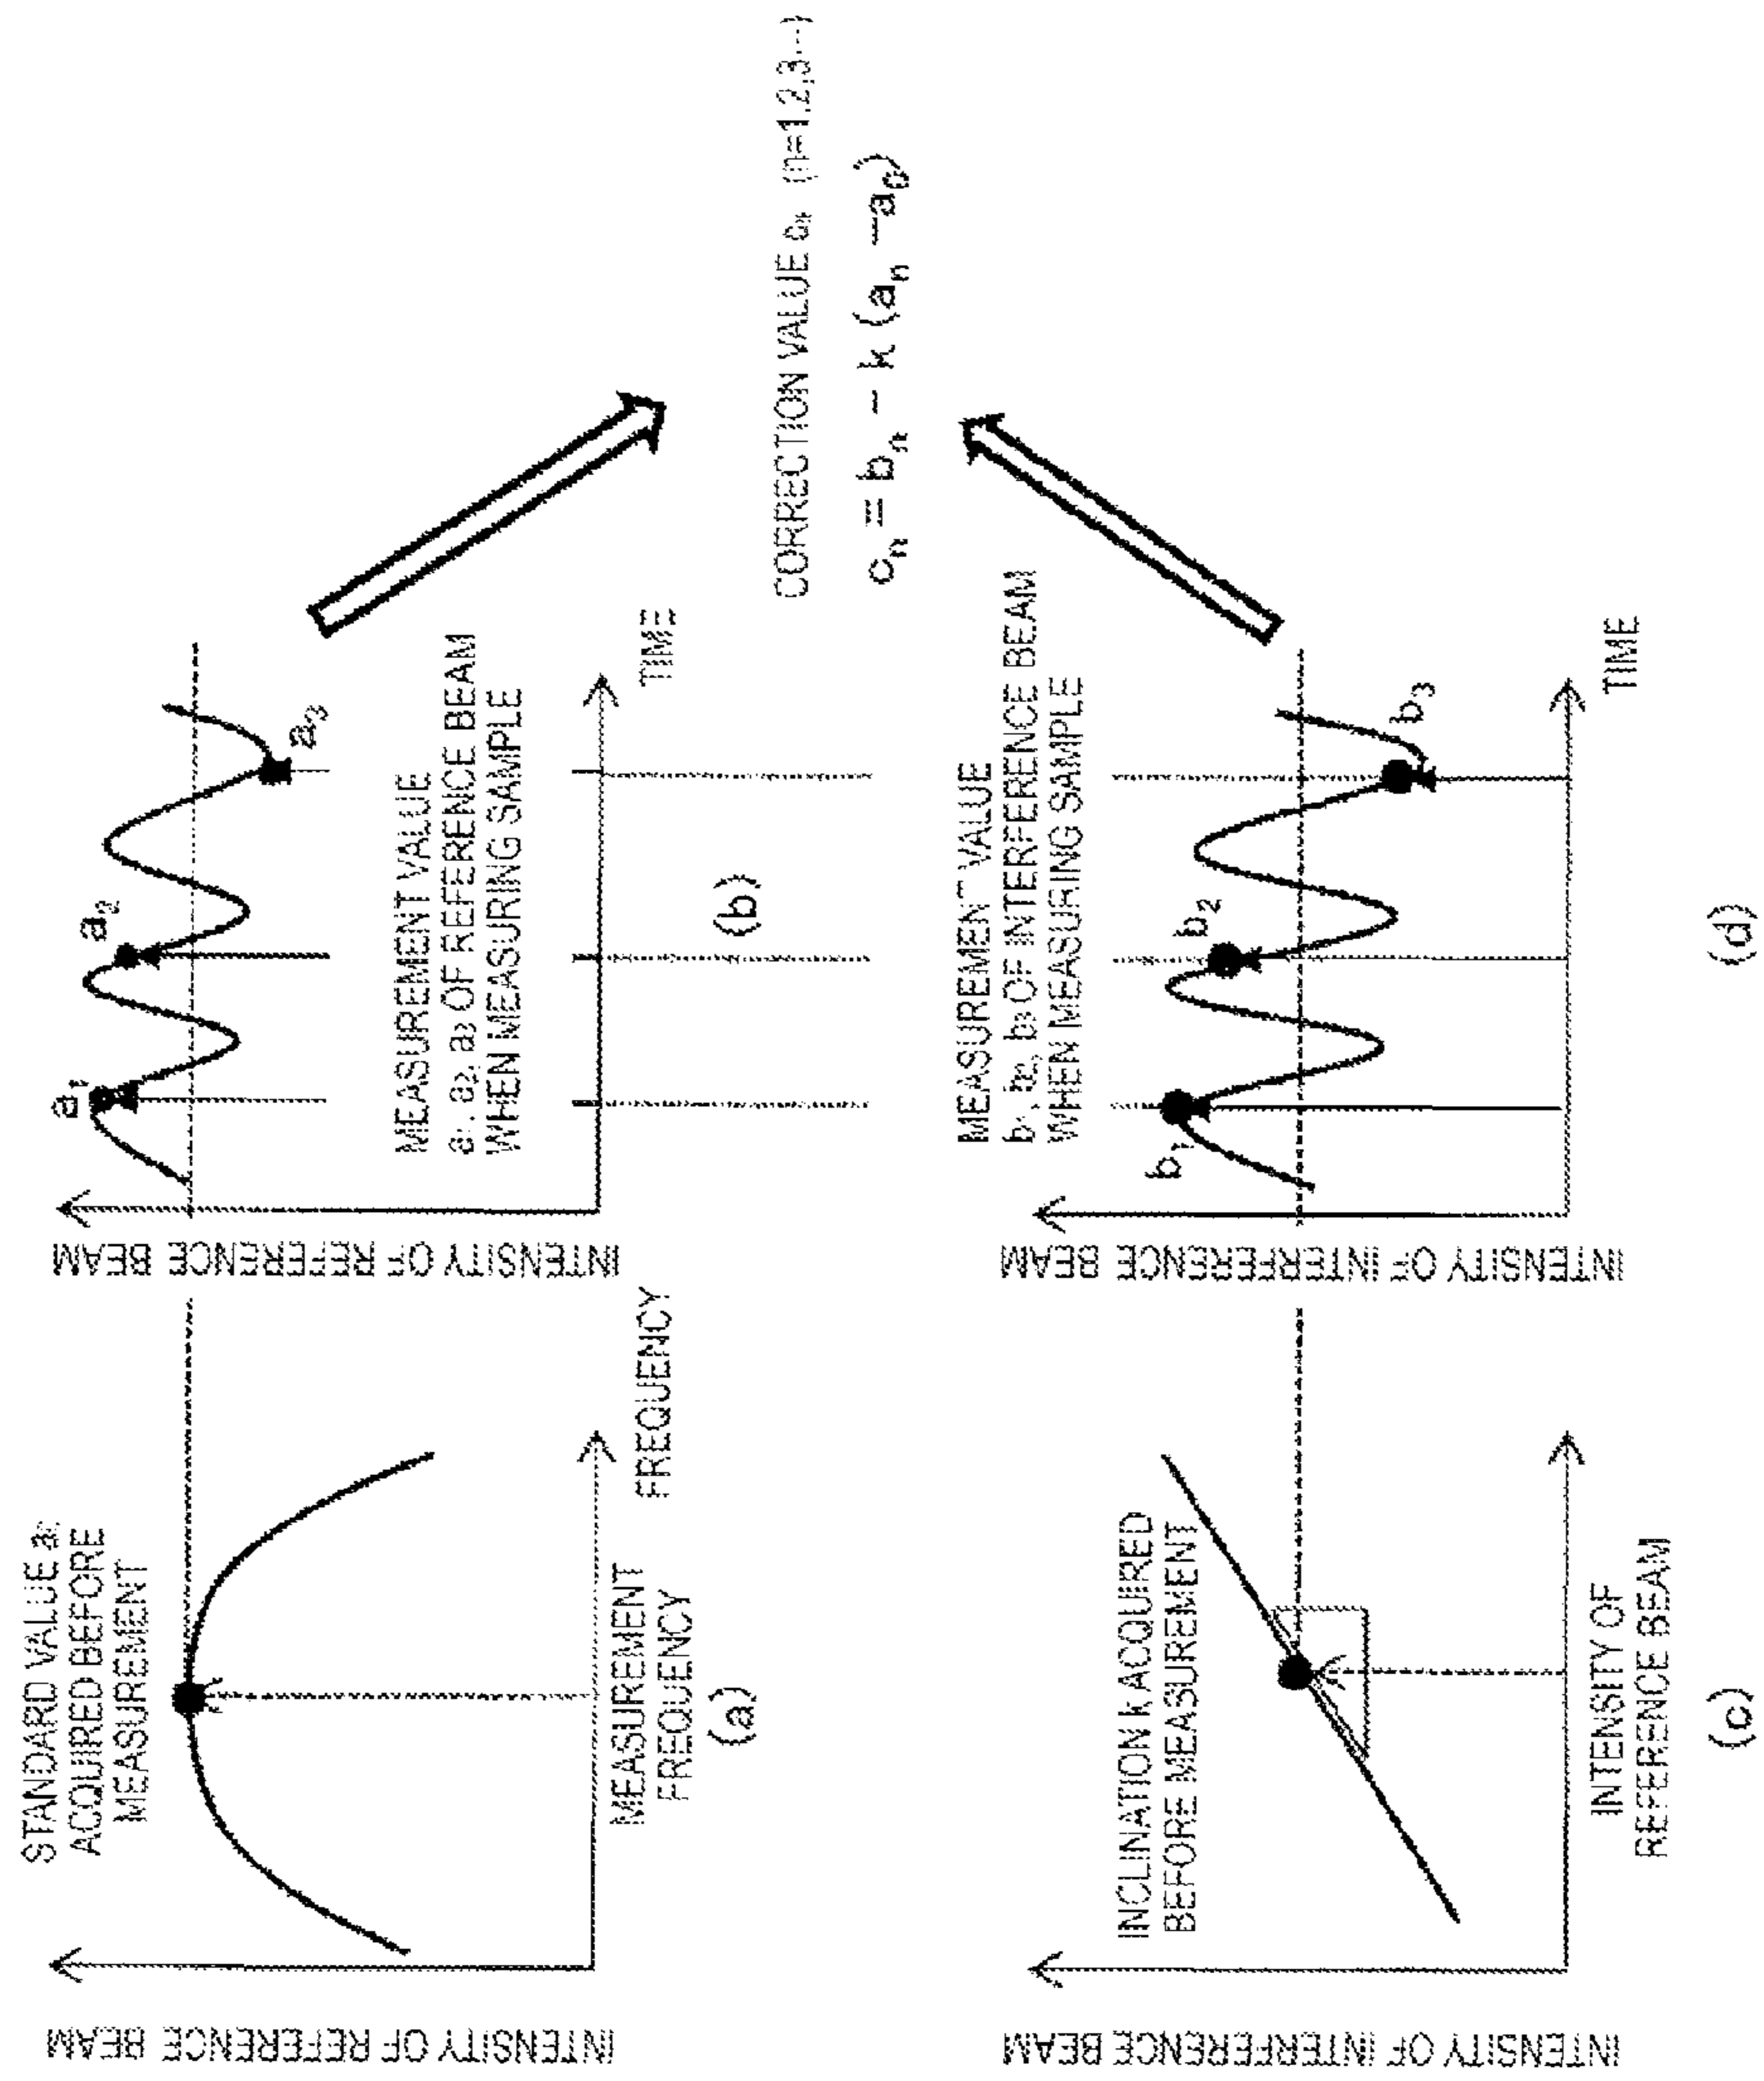 INTENSITY OF REFERENCE BEAM
STANDARD VALUE a₀
ACQUIRED BEFORE
MEASUREMENT
MEASUREMENT
FREQUENCY
FREQUENCY
(a)
INTENSITY OF REFERENCE BEAM
a₁
a₂
a₃
MEASUREMENT VALUE
a₁, a₂, a₃ OF REFERENCE BEAM
WHEN MEASURING SAMPLE
TIME
(b)
INTENSITY OF INTERFERENCE BEAM
INCLINATION k ACQUIRED
BEFORE MEASUREMENT
INTENSITY OF
REFERENCE BEAM
(c)
INTENSITY OF INTERFERENCE BEAM
MEASUREMENT VALUE
b₁, b₂, b₃ OF INTERFERENCE BEAM
WHEN MEASURING SAMPLE
b₁
b₂
b₃
TIME
(d)
CORRECTION VALUE cₙ (n=1,2,3···)
cₙ = bₙ − k (aₙ −a₀)